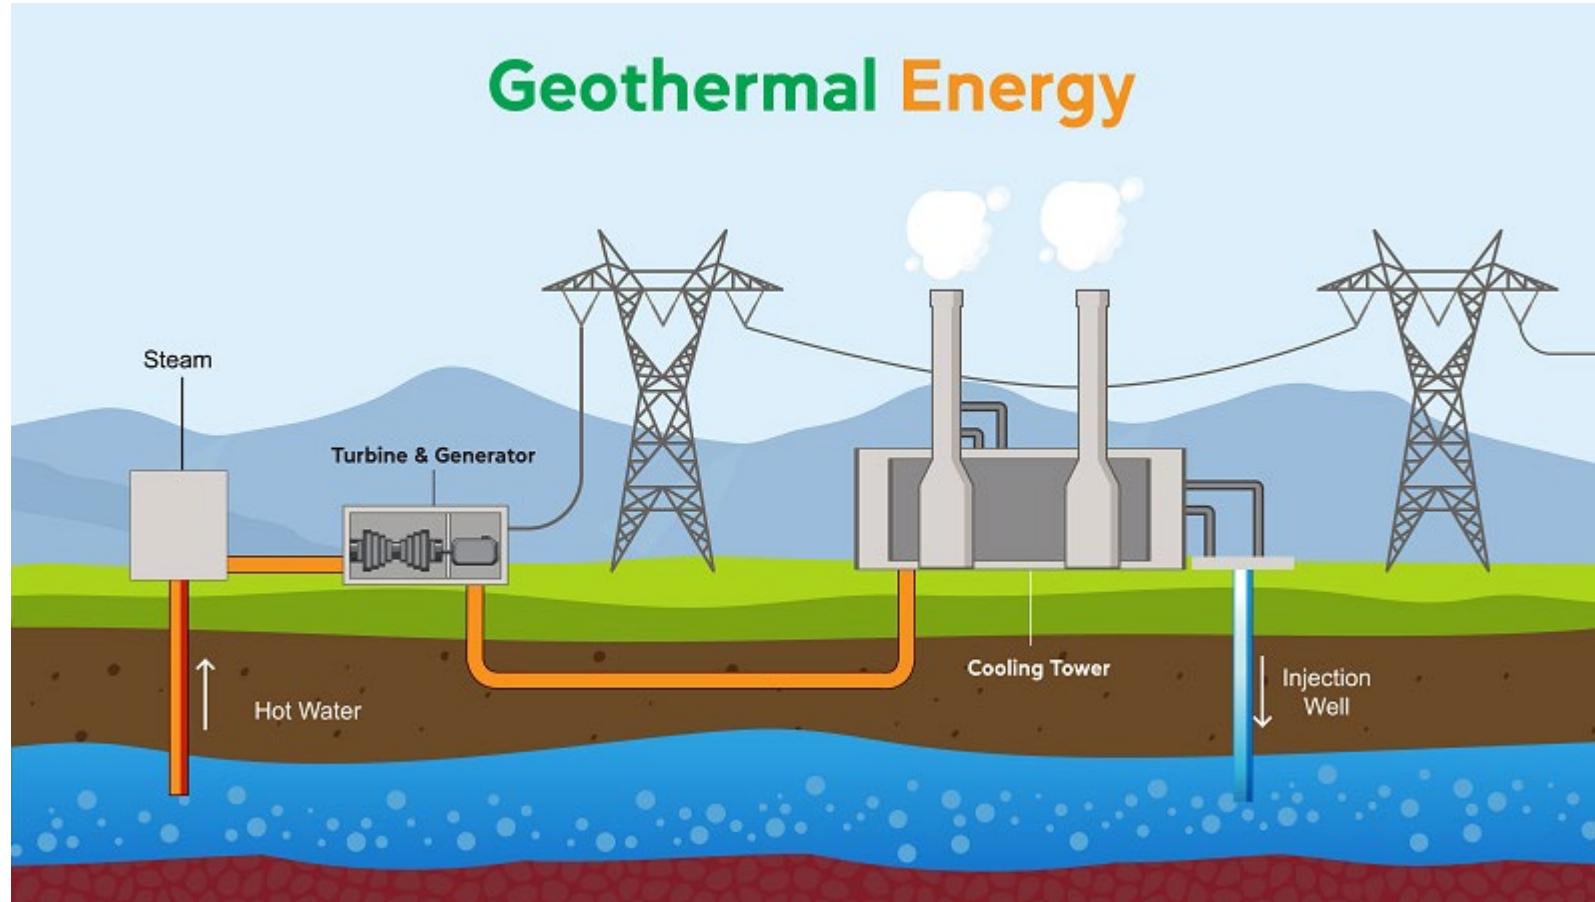 Geothermal Energy
Steam
Turbine & Generator
Hot Water
Cooling Tower
Injection
Well